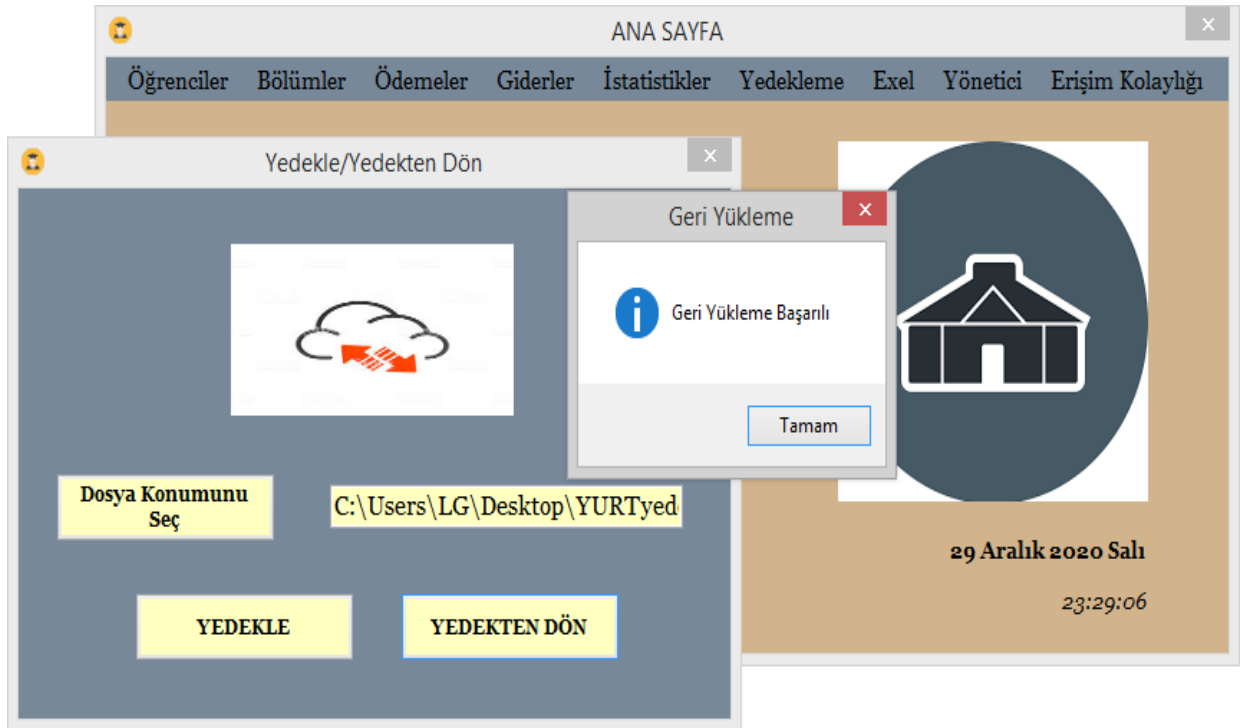 ANA SAYFA
Öğrenciler Bölümler Ödemeler Giderler İstatistikler Yedekleme Exel Yönetici Erişim Kolaylığı
Yedekle/Yedekten Dön
Geri Yükleme
Geri Yükleme Başarılı
Tamam
Dosya Konumunu
Seç
C:\Users\LG\Desktop\YURTyed
YEDEKLE
YEDEKTEN DÖN
29 Aralık 2020 Salı
23:29:06